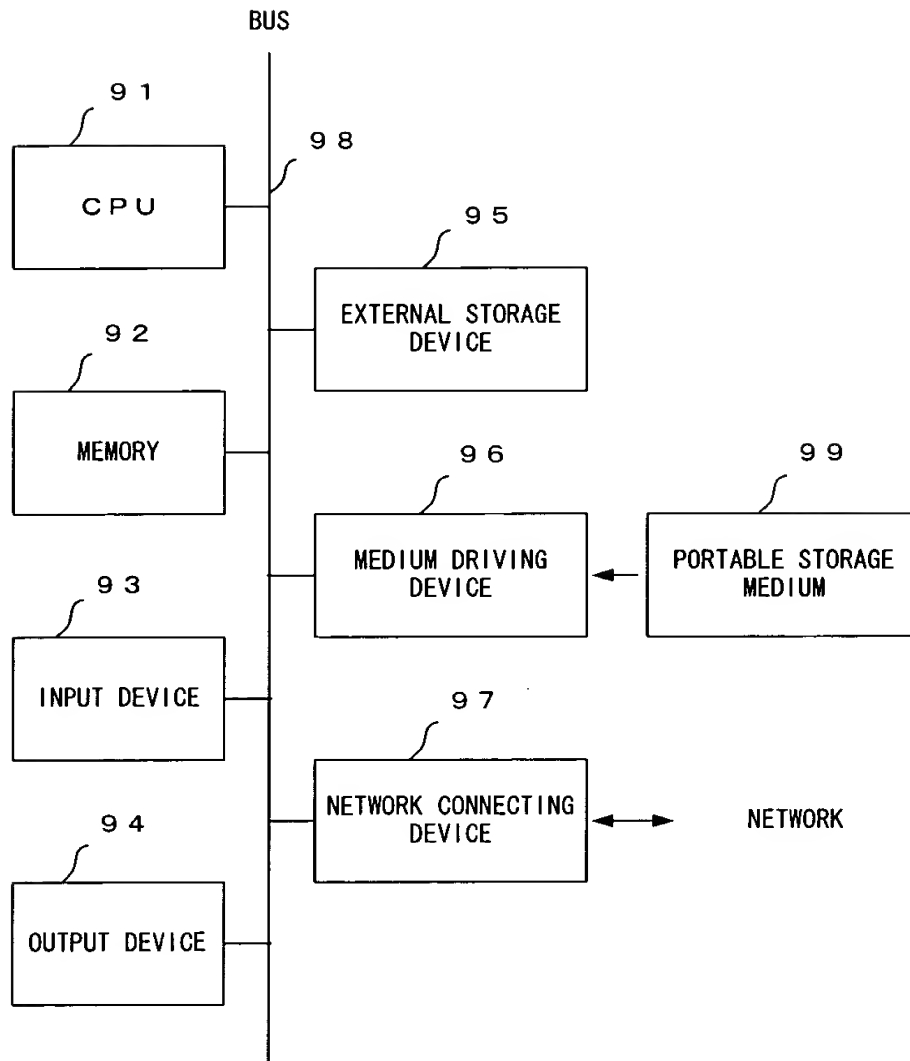 BUS
91
98
CPU
95
EXTERNAL STORAGE
DEVICE
92
MEMORY
96
99
MEDIUM DRIVING
DEVICE
PORTABLE STORAGE
MEDIUM
93
INPUT DEVICE
97
NETWORK CONNECTING
DEVICE
NETWORK
94
OUTPUT DEVICE